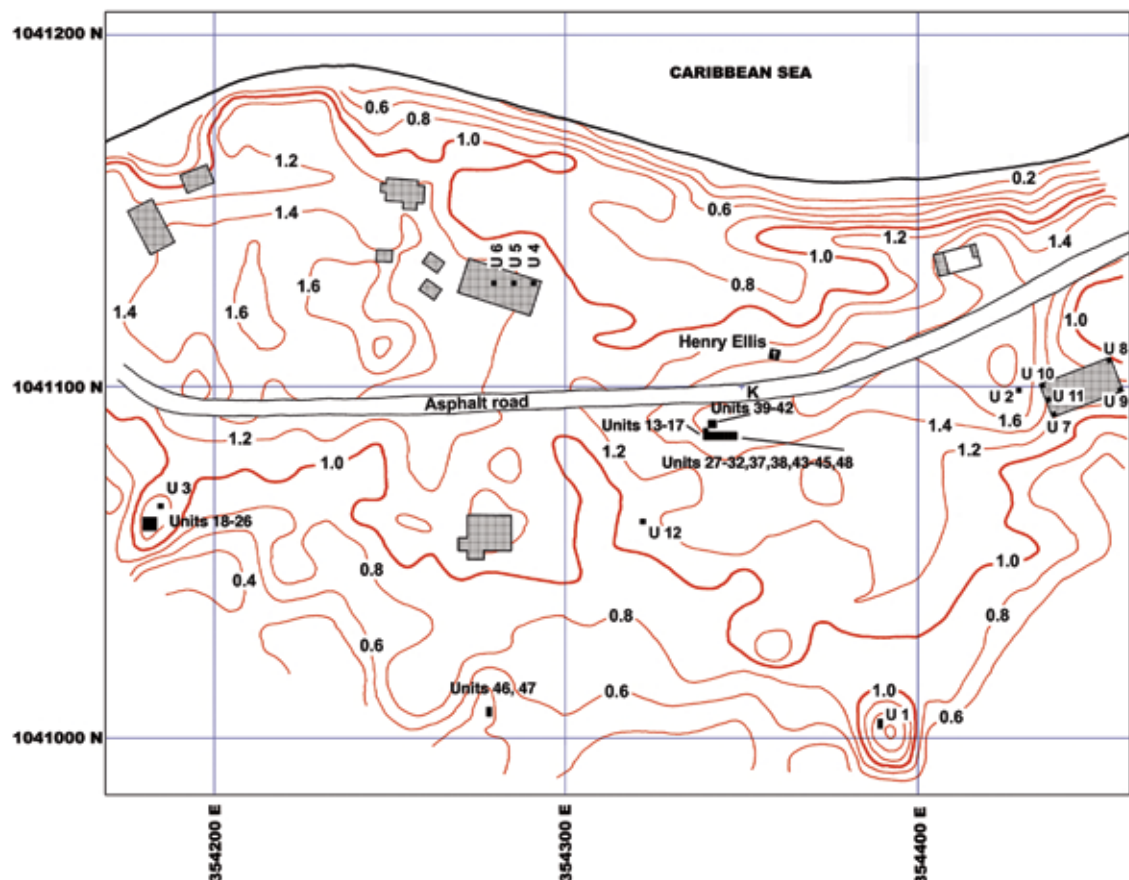 1041200 N
CARIBBEAN SEA
0.6
0.8
1.0
1.2
0.2
0.6
1.4
1.2
1.4
1.0
U 6
U 5
U 4
0.8
1.6
1.4
1.6
1.0
Henry Ellis
U 8
1041100 N
U 10
K
U 2
U 11
U 9
Asphalt road
Units 39-42
1.6
U 7
Units 13-17
1.4
1.2
1.2
1.2
1.0
Units 27-32,37,38,43-45,48
U 3
Units 18-26
U 12
0.4
0.8
1.0
0.8
0.8
0.6
Units 46, 47
0.6
1.0
U 1
0.6
1041000 N
354200 E
354300 E
354400 E